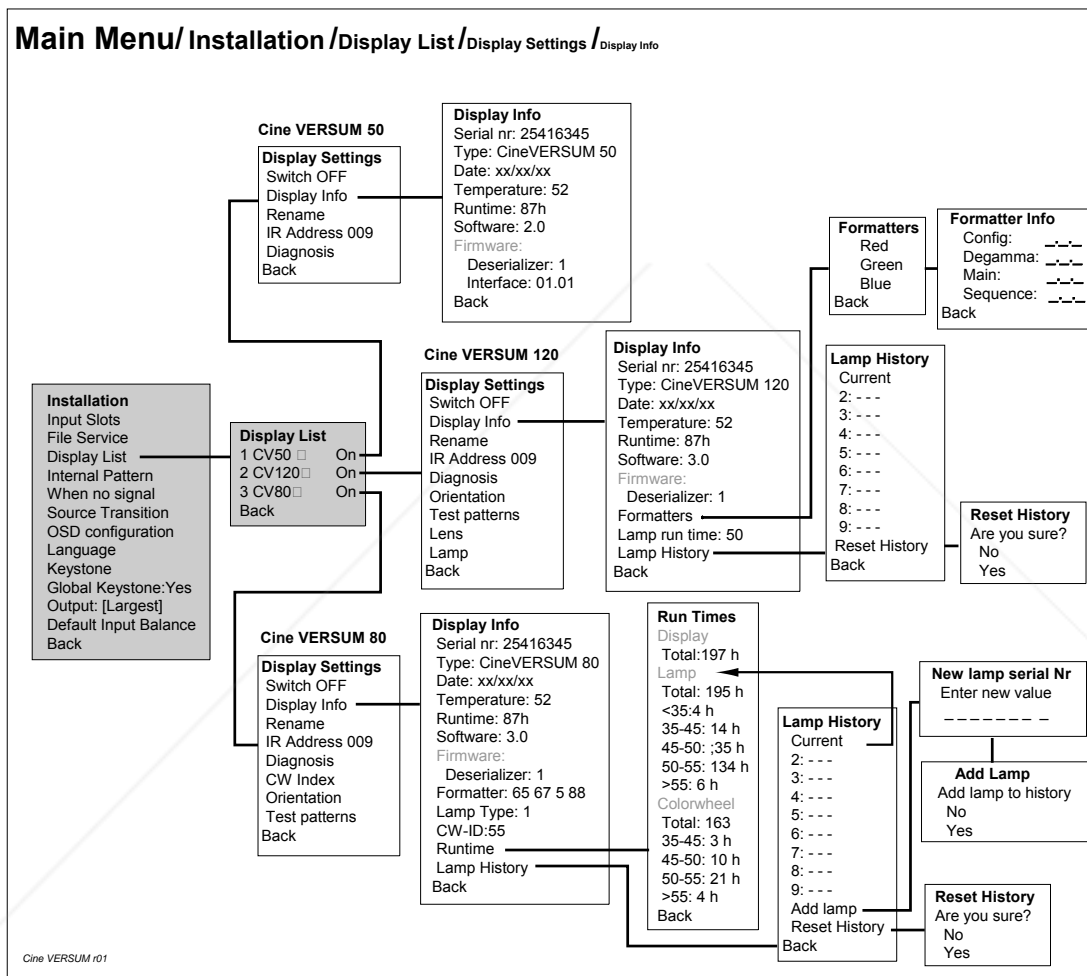 Main Menu/ Installation /Display List /Display Settings /Display Info
Cine VERSUM 50
Display Settings
Switch OFF
Display Info
Rename
IR Address 009
Diagnosis
Back
Display Info
Serial nr: 25416345
Type: CineVERSUM 50
Date: xx/xx/xx
Temperature: 52
Runtime: 87h
Software: 2.0
Firmware:
Deserializer: 1
Interface: 01.01
Back
Formatters
Red
Green
Blue
Back
Formatter Info
Config: _._._
Degamma: _._._
Main: _._._
Sequence: _._._
Back
Installation
Input Slots
File Service
Display List
Internal Pattern
When no signal
Source Transition
OSD configuration
Language
Keystone
Global Keystone:Yes
Output: [Largest]
Default Input Balance
Back
Display List
1 CV50 □ On
2 CV120□ On
3 CV80□ On
Back
Cine VERSUM 120
Display Settings
Switch OFF
Display Info
Rename
IR Address 009
Diagnosis
Orientation
Test patterns
Lens
Lamp
Back
Display Info
Serial nr: 25416345
Type: CineVERSUM 120
Date: xx/xx/xx
Temperature: 52
Runtime: 87h
Software: 3.0
Firmware:
Deserializer: 1
Formatters
Lamp run time: 50
Lamp History
Back
Lamp History
Current
2: - - -
3: - - -
4: - - -
5: - - -
6: - - -
7: - - -
8: - - -
9: - - -
Reset History
Back
Reset History
Are you sure?
No
Yes
Cine VERSUM 80
Display Settings
Switch OFF
Display Info
Rename
IR Address 009
Diagnosis
CW Index
Orientation
Test patterns
Back
Display Info
Serial nr: 25416345
Type: CineVERSUM 80
Date: xx/xx/xx
Temperature: 52
Runtime: 87h
Software: 3.0
Firmware:
Deserializer: 1
Formatter: 65 67 5 88
Lamp Type: 1
CW-ID:55
Runtime
Lamp History
Back
Run Times
Display
Total:197 h
Lamp
Total: 195 h
<35:4 h
35-45: 14 h
45-50: ;35 h
50-55: 134 h
>55: 6 h
Colorwheel
Total: 163
35-45: 3 h
45-50: 10 h
50-55: 21 h
>55: 4 h
Back
Lamp History
Current
2: - - -
3: - - -
4: - - -
5: - - -
6: - - -
7: - - -
8: - - -
9: - - -
Add lamp
Reset History
Back
New lamp serial Nr
Enter new value
_ _ _ _ _ _ _ _
Add Lamp
Add lamp to history
No
Yes
Reset History
Are you sure?
No
Yes
Cine VERSUM r01